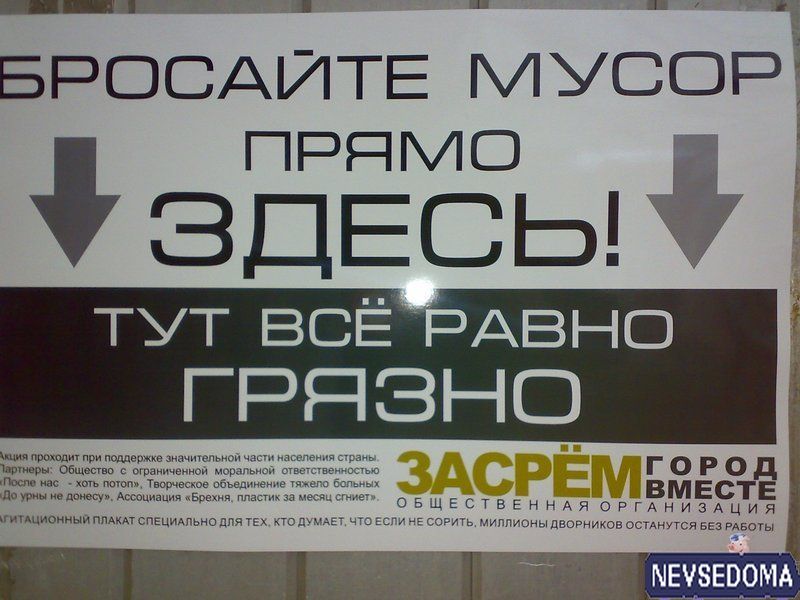 БРОСАЙТЕ МУСОР
ПРЯМО
ЗДЕСЬ!
ТУТ ВСЁ РАВНО
ГРЯЗНО
Акция проходит при поддержке значительной части населения страны.
Партнеры: Общество с ограниченной моральной ответственностью
«После нас - хоть потоп», Творческое объединение тяжело больных
«До урны не донесу», Ассоциация «Брехня, пластик за месяц сгниет».
ЗАСРЁМ ГОРОД
ВМЕСТЕ
ОБЩЕСТВЕННАЯ ОРГАНИЗАЦИЯ
АГИТАЦИОННЫЙ ПЛАКАТ СПЕЦИАЛЬНО ДЛЯ ТЕХ, КТО ДУМАЕТ, ЧТО ЕСЛИ НЕ СОРИТЬ, МИЛЛИОНЫ ДВОРНИКОВ ОСТАНУТСЯ БЕЗ РАБОТЫ
NEVSEDOMA